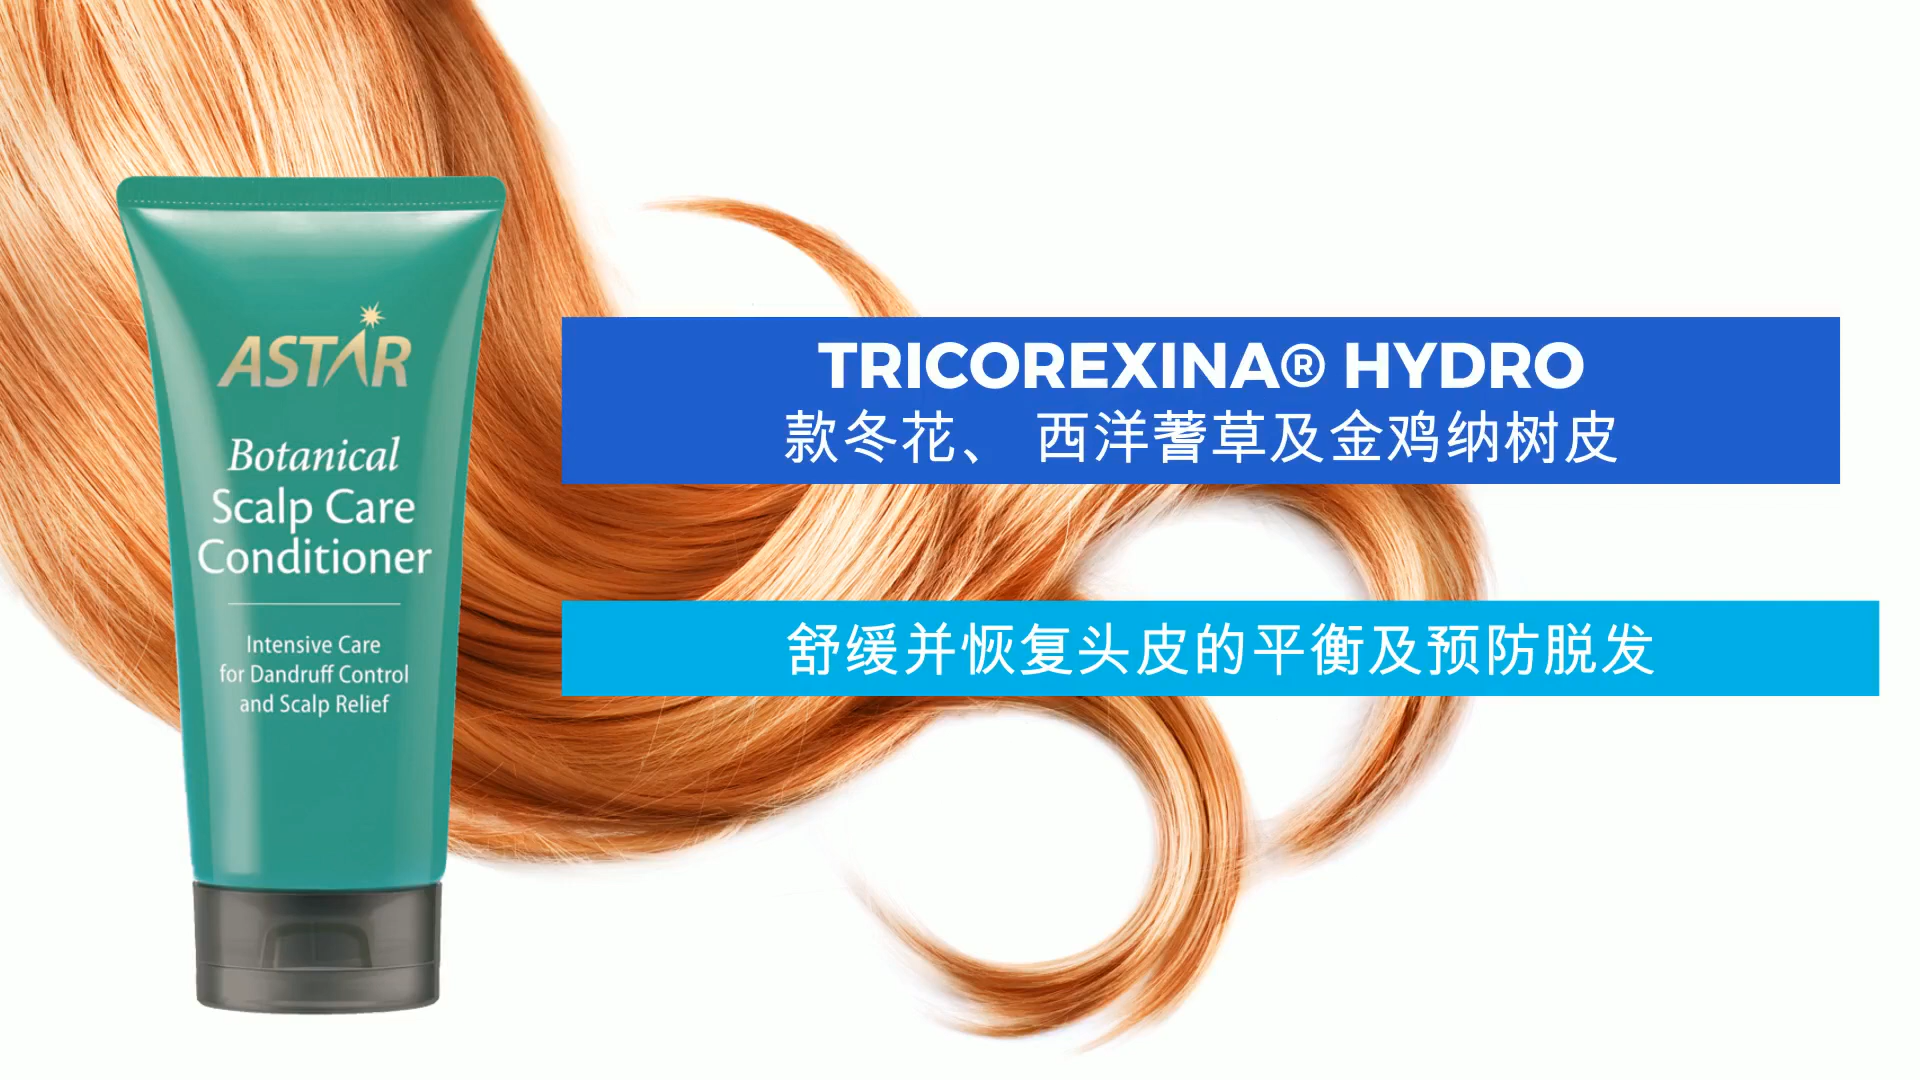 ASTAR
Botanical
Scalp Care
Conditioner
Intensive Care
for Dandruff Control
and Scalp Relief
TRICOREXINA® HYDRO
款冬花、 西洋蓍草及金鸡纳树皮
舒缓并恢复头皮的平衡及预防脱发